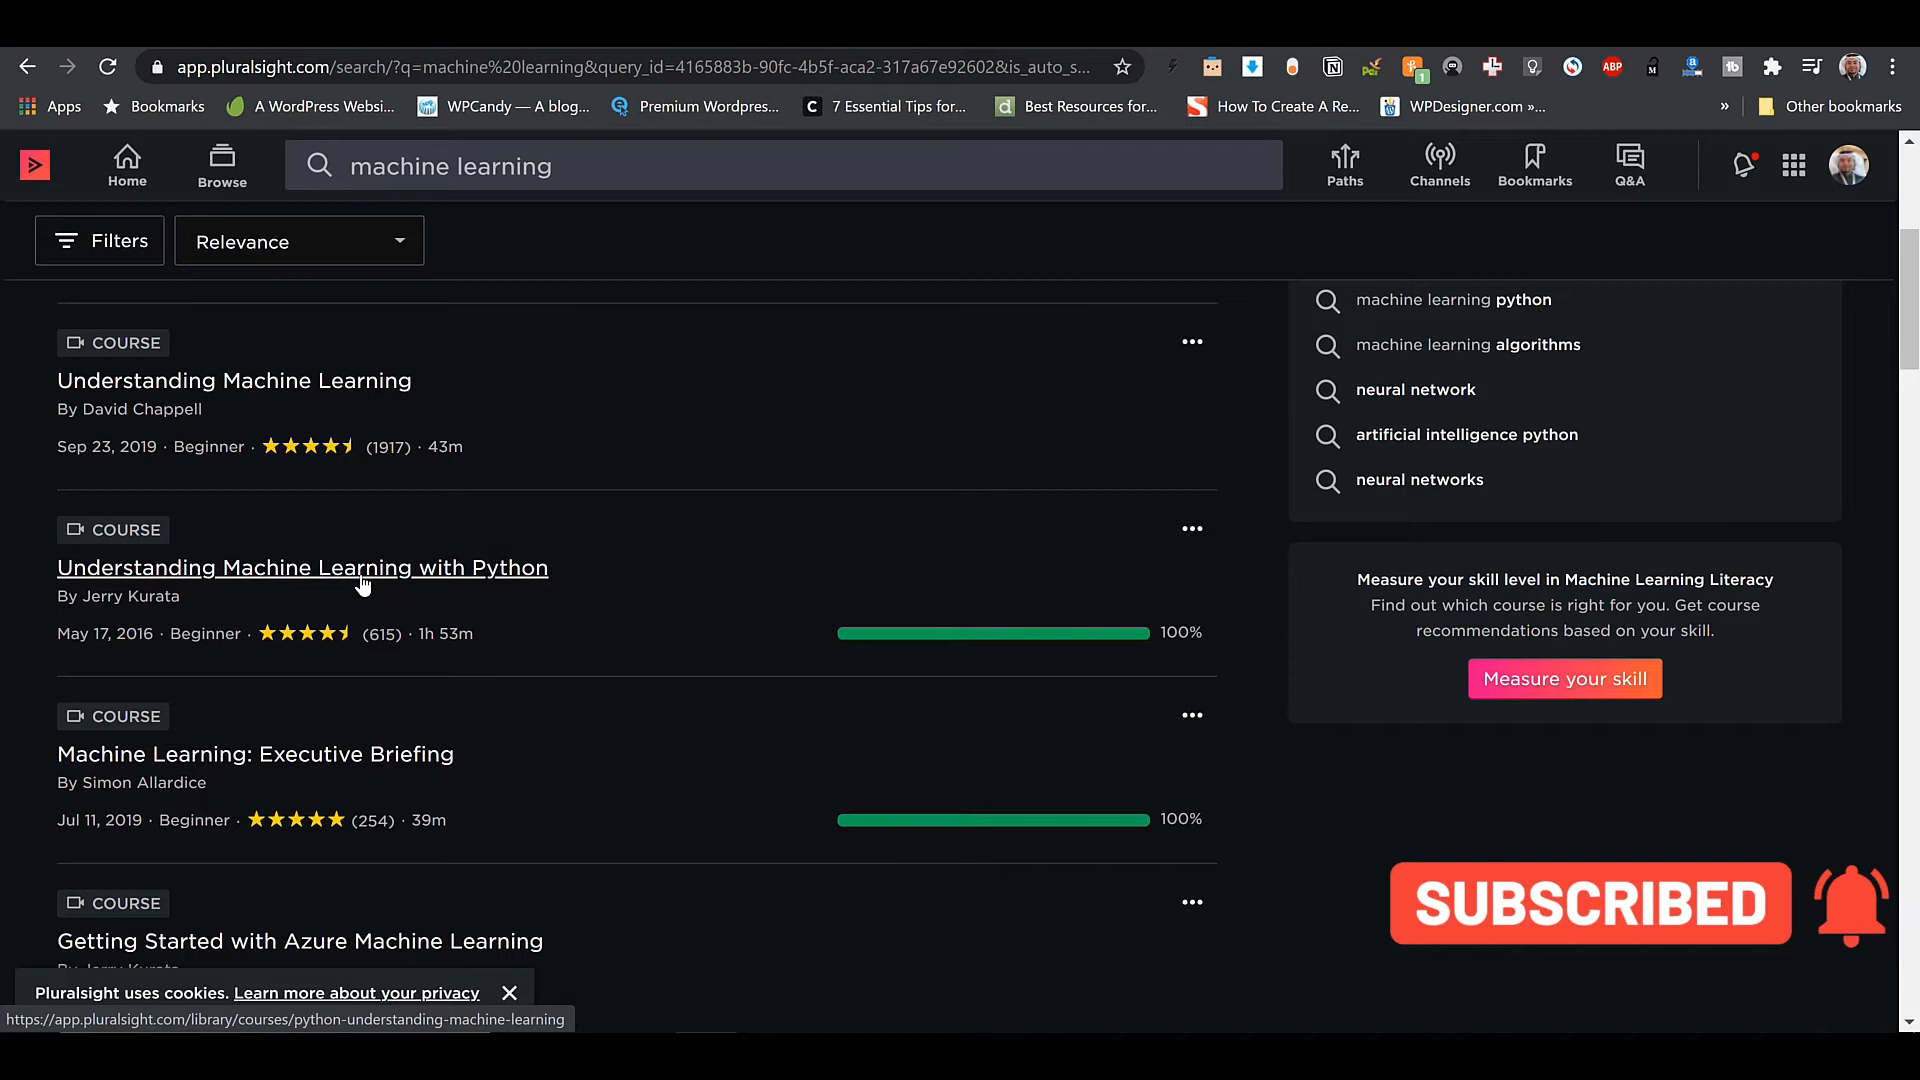 app.pluralsight.com/search/?q=machine%20learning&query_id=4165883b-90fc-4b5f-aca2-317a67e92602&is_auto_s...
Apps
Bookmarks
A WordPress Websi...
WPCandy — A blog...
Premium Wordpres...
7 Essential Tips for...
Best Resources for...
How To Create A Re...
WPDesigner.com »...
»
Other bookmarks
Home
Browse
machine learning
Paths
Channels
Bookmarks
Q&A
Filters
Relevance
COURSE
Understanding Machine Learning
By David Chappell
Sep 23, 2019 · Beginner · (1917) · 43m
COURSE
Understanding Machine Learning with Python
By Jerry Kurata
May 17, 2016 · Beginner · (615) · 1h 53m
100%
COURSE
Machine Learning: Executive Briefing
By Simon Allardice
Jul 11, 2019 · Beginner · (254) · 39m
100%
COURSE
Getting Started with Azure Machine Learning
By Jerry Kurata
machine learning python
machine learning algorithms
neural network
artificial intelligence python
neural networks
Measure your skill level in Machine Learning Literacy
Find out which course is right for you. Get course
recommendations based on your skill.
Measure your skill
SUBSCRIBED
Pluralsight uses cookies. Learn more about your privacy
https://app.pluralsight.com/library/courses/python-understanding-machine-learning